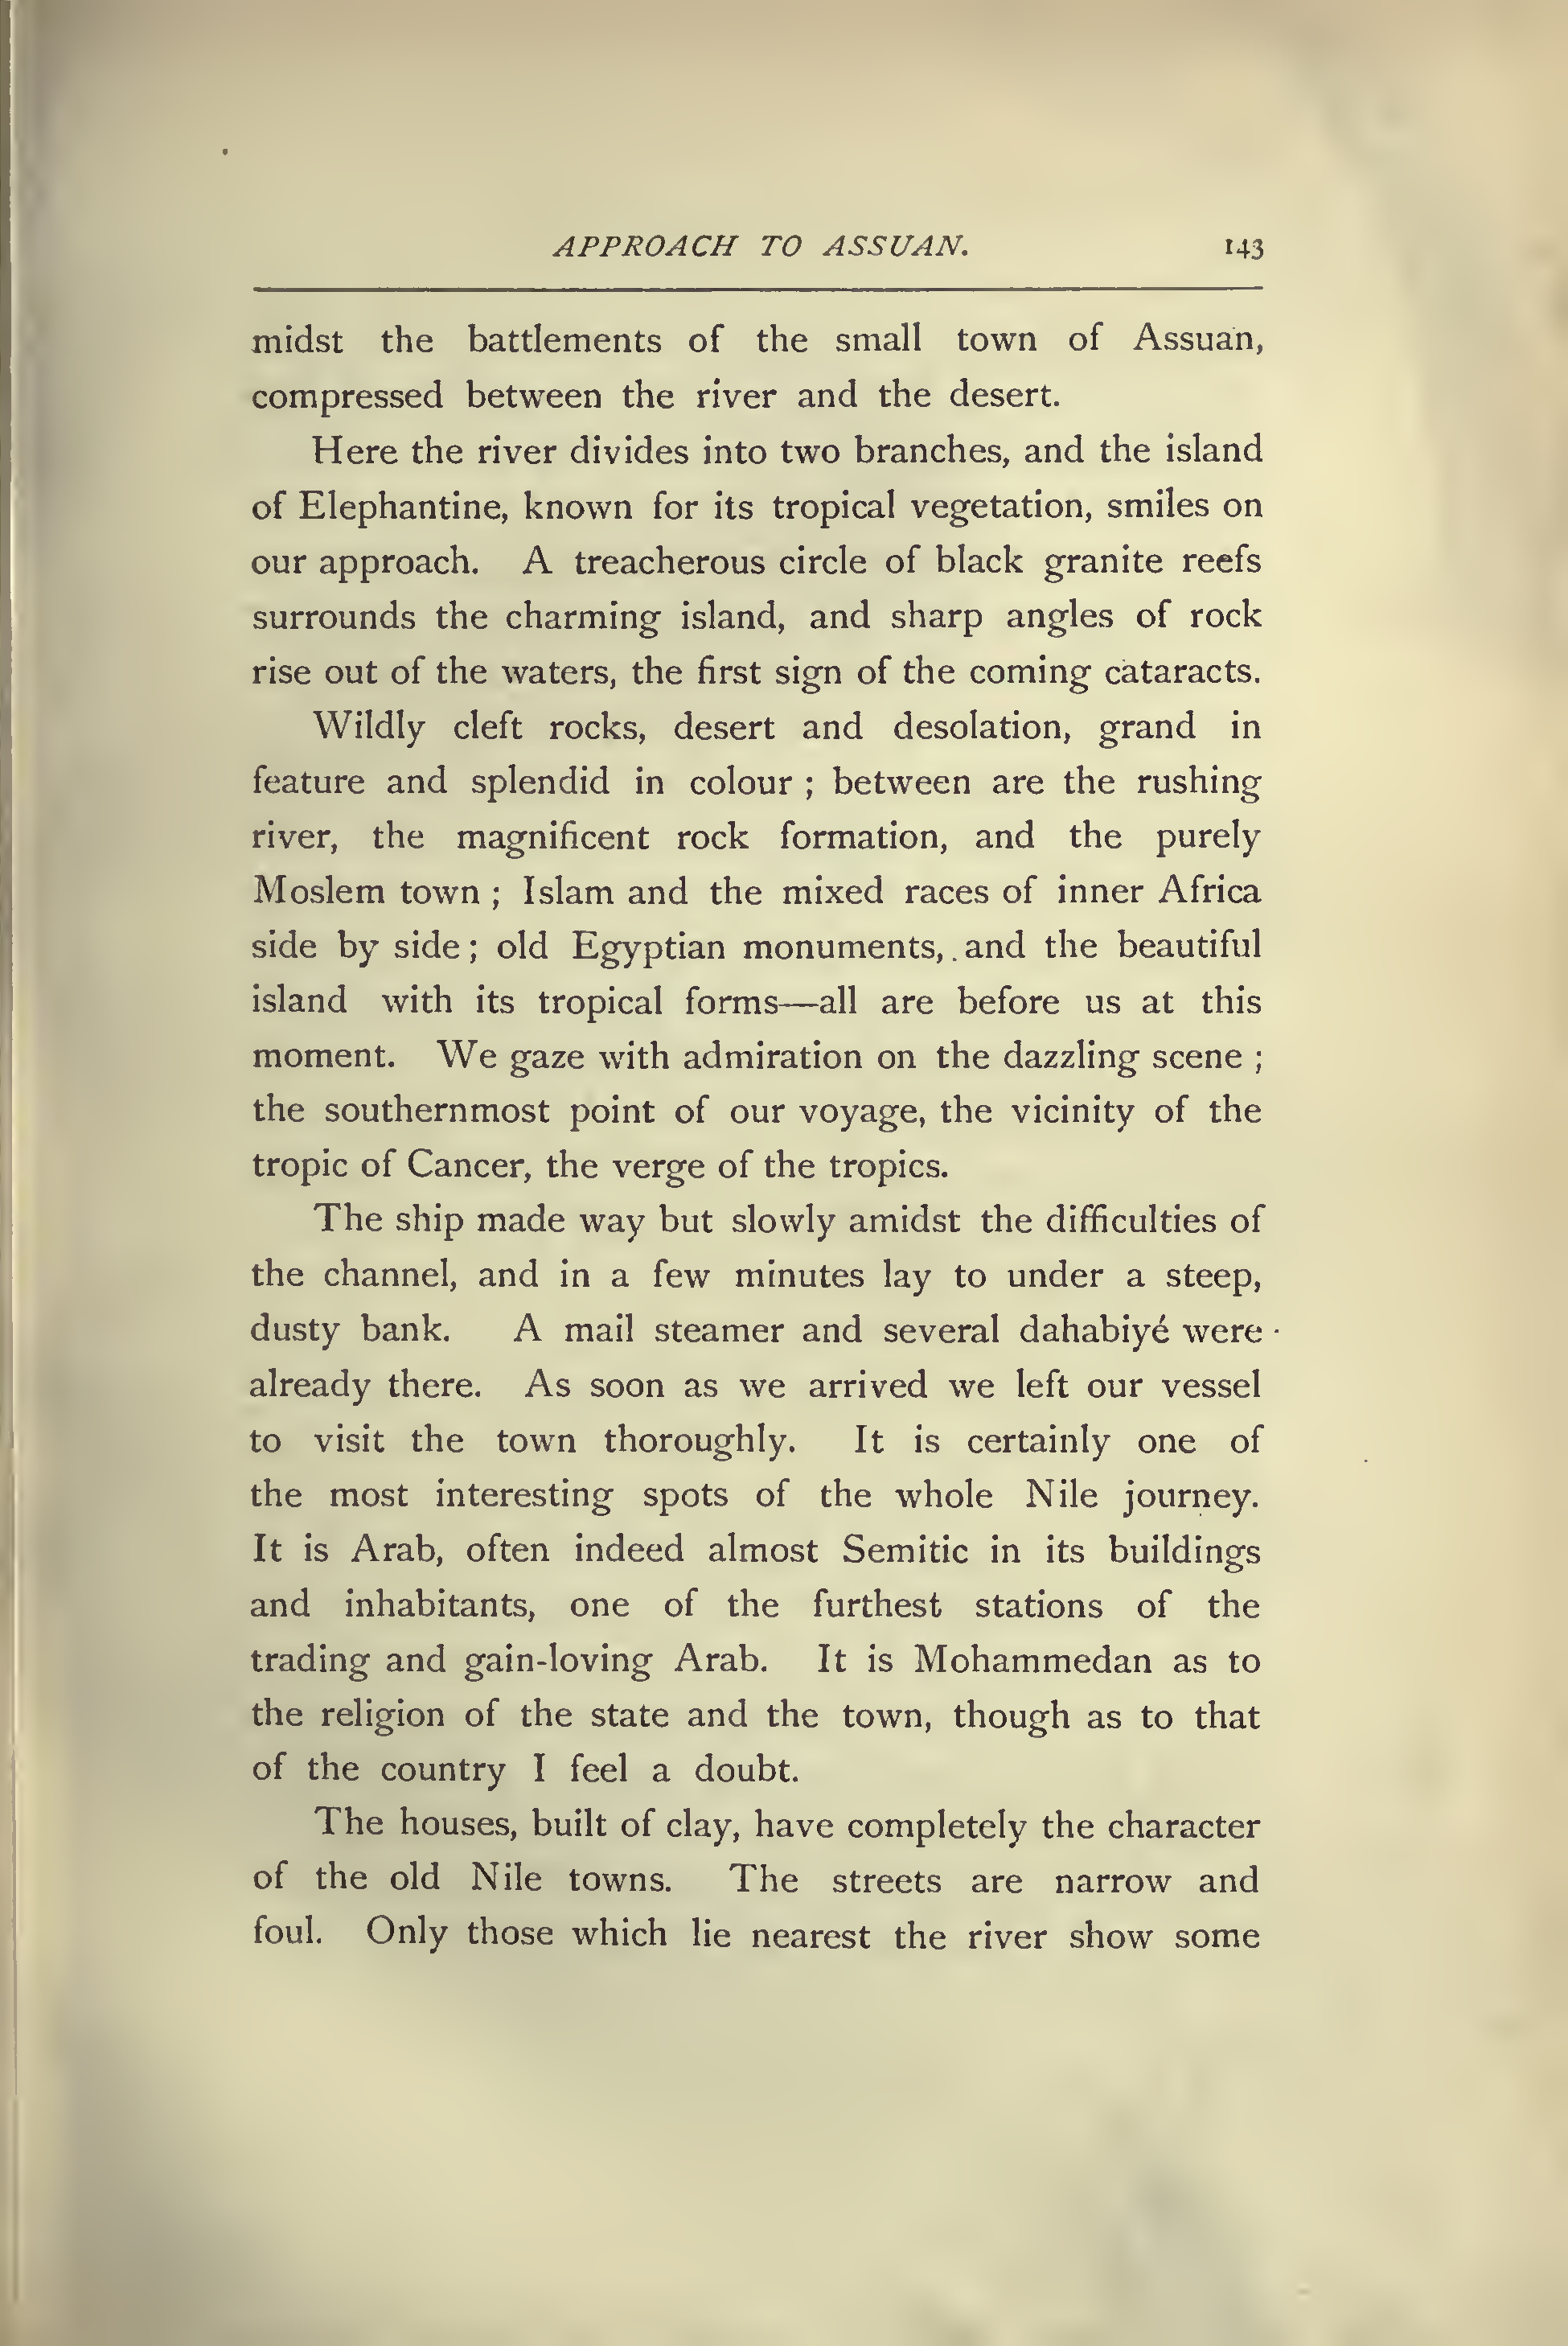 APPROACH TO ASSUAN. 143
midst the battlements of the small town of Assuan,
compressed between the river and the desert.
Here the river divides into two branches, and the island
of Elephantine, known for its tropical vegetation, smiles on
our approach. A treacherous circle of black granite reefs
surrounds the charming island, and sharp angles of rock
rise out of the waters, the first sign of the coming cataracts.
Wildly cleft rocks, desert and desolation, grand in
feature and splendid in colour ; between are the rushing
river, the magnificent rock formation, and the purely
Moslem town ; Islam and the mixed races of inner Africa
side by side ; old Egyptian monuments, and the beautiful
island with its tropical forms—all are before us at this
moment. We gaze with admiration on the dazzling scene ;
the southernmost point of our voyage, the vicinity of the
tropic of Cancer, the verge of the tropics.
The ship made way but slowly amidst the difficulties of
the channel, and in a few minutes lay to under a steep,
dusty bank. A mail steamer and several dahabiyé were
already there. As soon as we arrived we left our vessel
to visit the town thoroughly. It is certainly one of
the most interesting spots of the whole Nile journey.
It is Arab, often indeed almost Semitic in its buildings
and inhabitants, one of the furthest stations of the
trading and gain-loving Arab. It is Mohammedan as to
the religion of the state and the town, though as to that
of the country I feel a doubt.
The houses, built of clay, have completely the character
of the old Nile towns. The streets are narrow and
foul. Only those which lie nearest the river show some